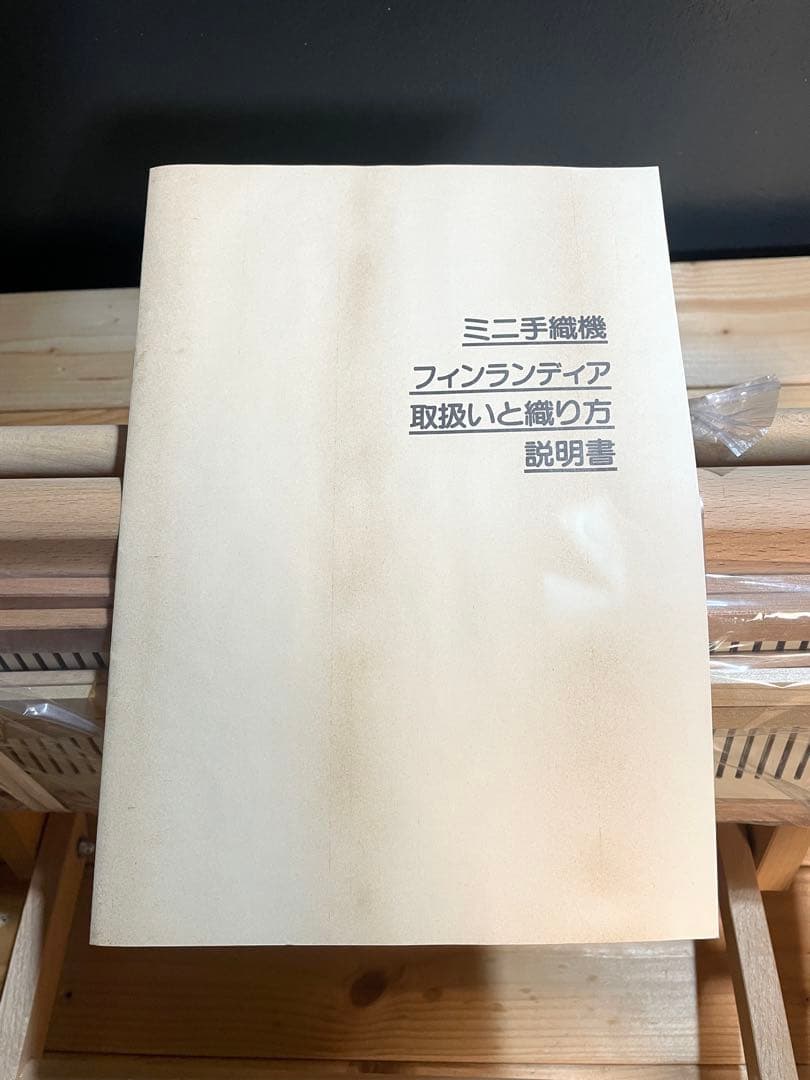 ミニ手織機
フィンランディア
取扱いと織り方
説明書